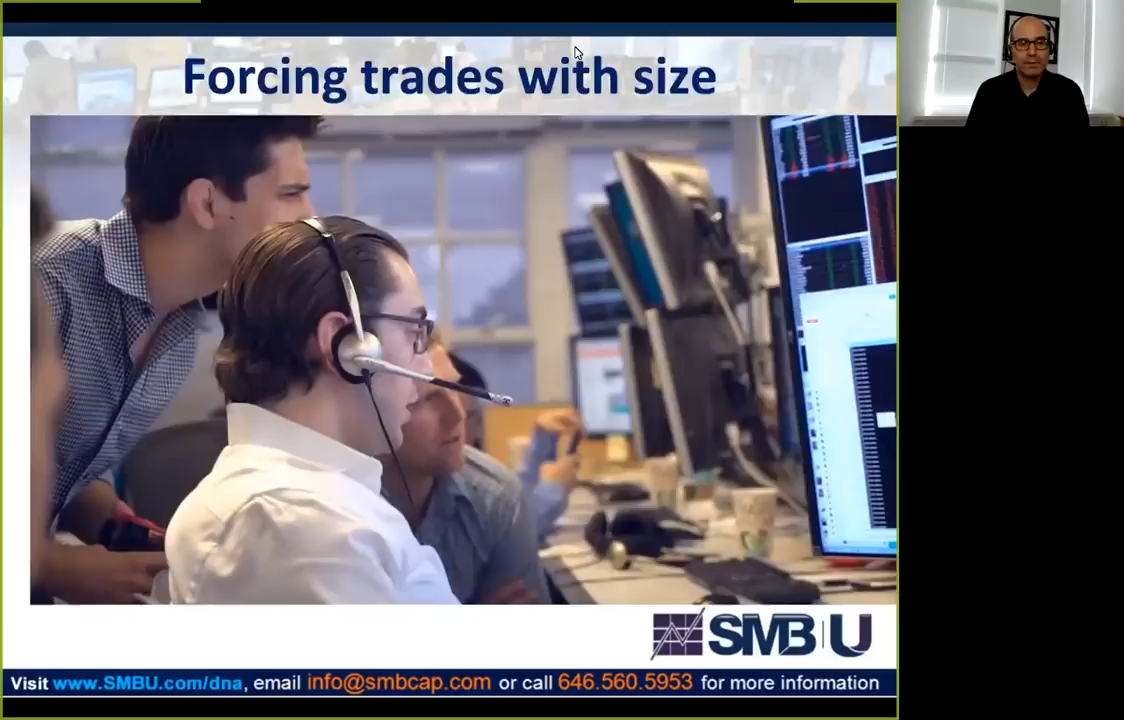 Forcing trades with size
SMB U
Visit www.SMBU.com/dna, email info@smbcap.com or call 646.560.5953 for more information